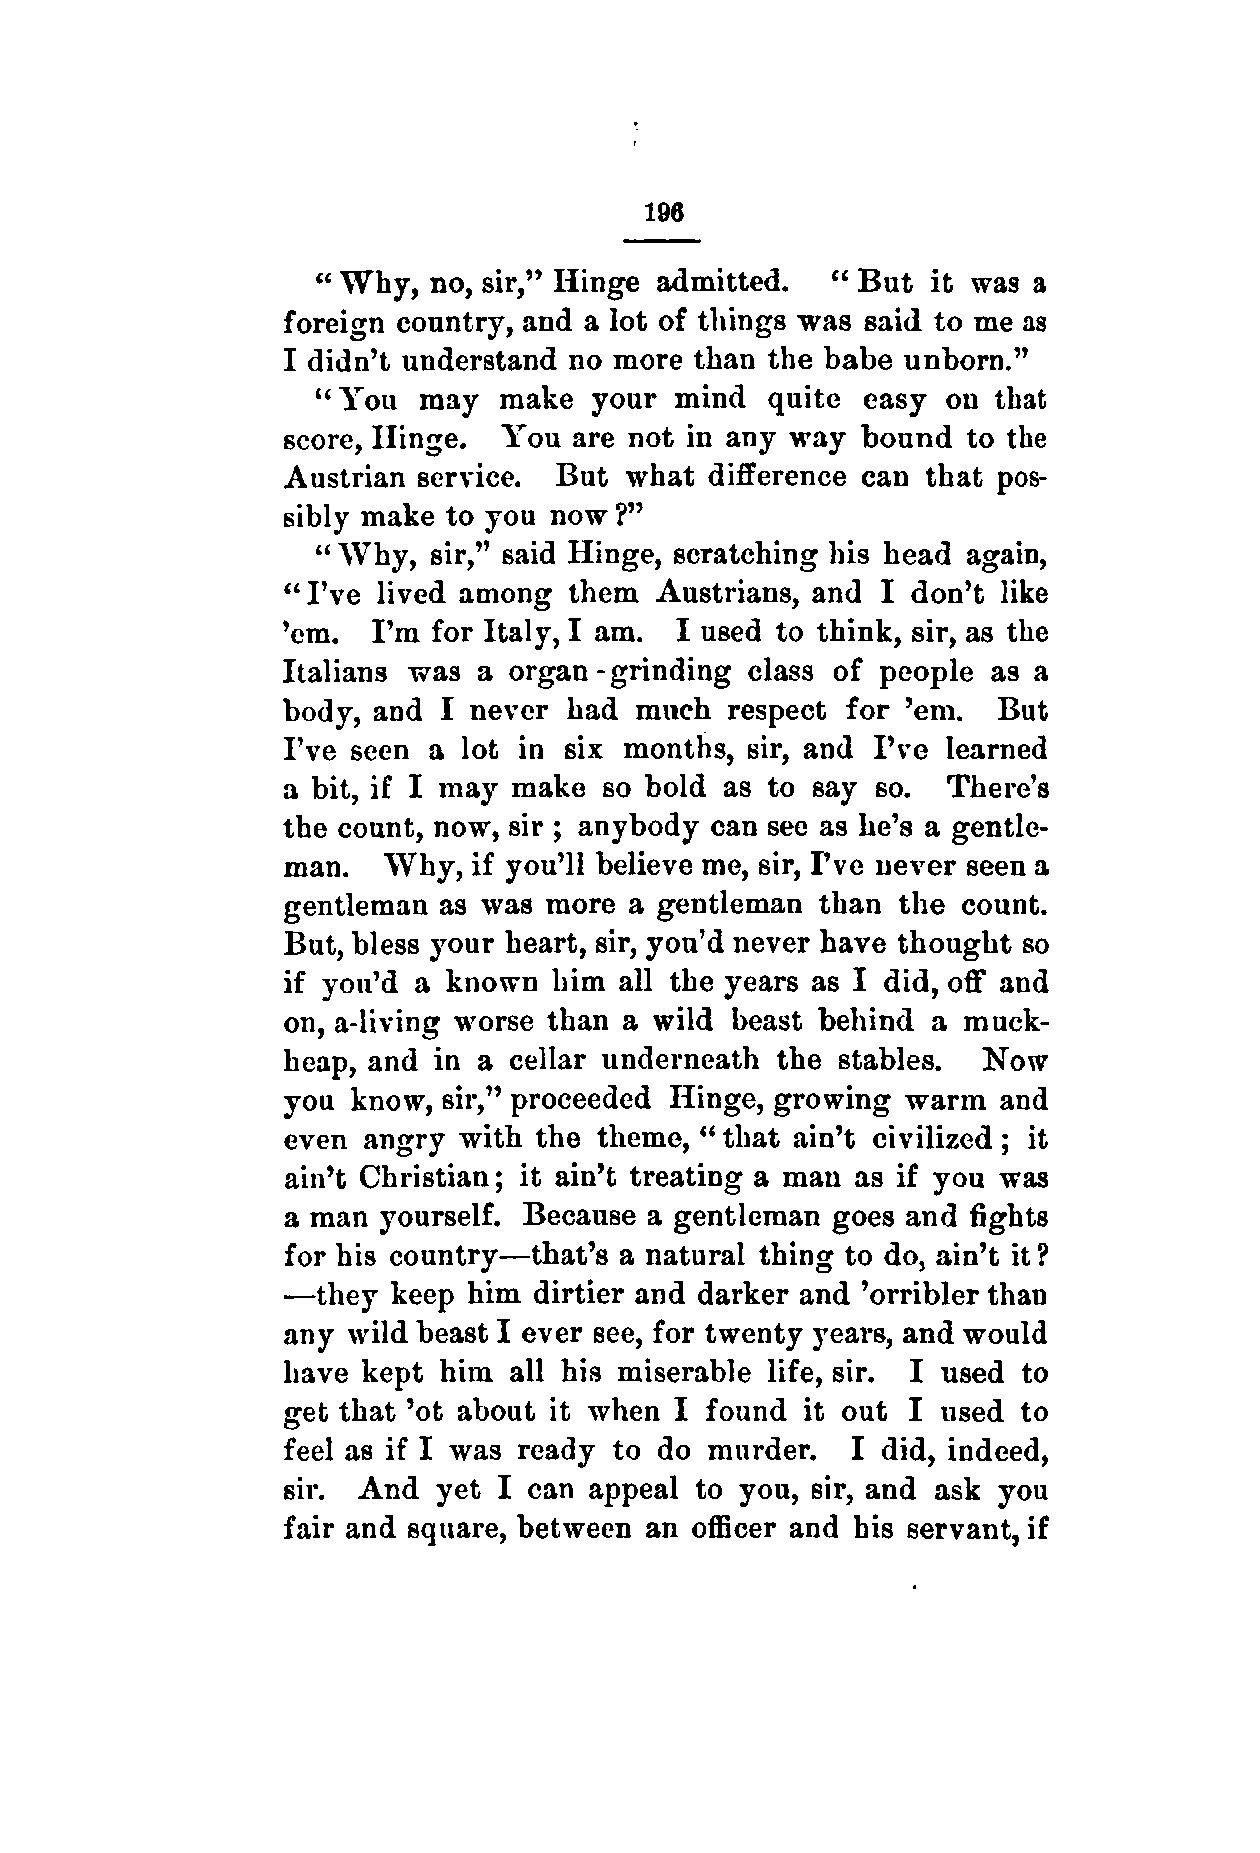 196
“Why, no, sir,” Hinge admitted. “But it was a
foreign country, and a lot of things was said to me as
I didn’t understand no more than the babe unborn.”
“You may make your mind quite easy on that
score, Hinge. You are not in any way bound to the
Austrian service. But what difference can that pos-
sibly make to you now?”
“Why, sir,” said Hinge, scratching his head again,
“I’ve lived among them Austrians, and I don’t like
’em. I’m for Italy, I am. I used to think, sir, as the
Italians was a organ-grinding class of people as a
body, and I never had much respect for ’em. But
I’ve seen a lot in six months, sir, and I’ve learned
a bit, if I may make so bold as to say so. There’s
the count, now, sir; anybody can see as he’s a gentle-
man. Why, if you’ll believe me, sir, I’ve never seen a
gentleman as was more a gentleman than the count.
But, bless your heart, sir, you’d never have thought so
if you’d a known him all the years as I did, off and
on, a-living worse than a wild beast behind a muck-
heap, and in a cellar underneath the stables. Now
you know, sir,” proceeded Hinge, growing warm and
even angry with the theme, “that ain’t civilized; it
ain’t Christian; it ain’t treating a man as if you was
a man yourself. Because a gentleman goes and fights
for his country—that’s a natural thing to do, ain’t it?
—they keep him dirtier and darker and ’orribler than
any wild beast I ever see, for twenty years, and would
have kept him all his miserable life, sir. I used to
get that ’ot about it when I found it out I used to
feel as if I was ready to do murder. I did, indeed,
sir. And yet I can appeal to you, sir, and ask you
fair and square, between an officer and his servant, if